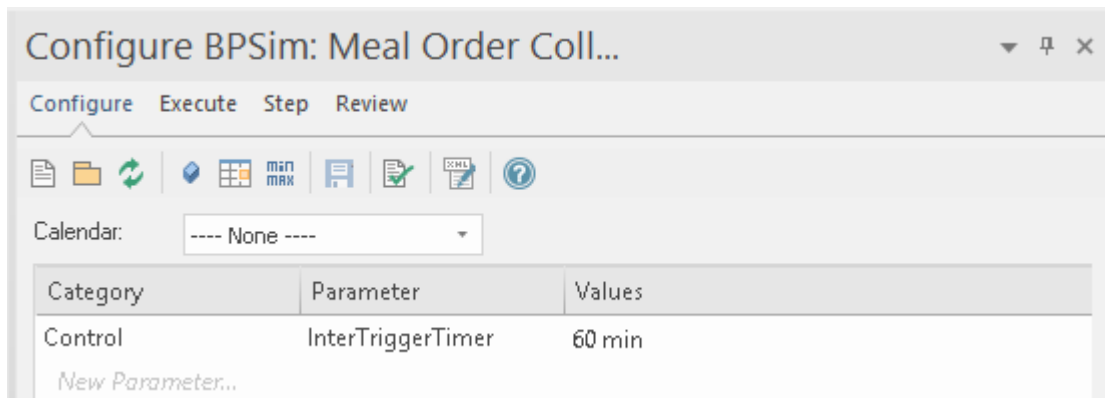 Configure BPSim: Meal Order Coll...
Configure Execute Step Review
min
max
XML
?
Calendar: ---- None ----
Category Parameter Values
Control InterTriggerTimer 60 min
New Parameter...